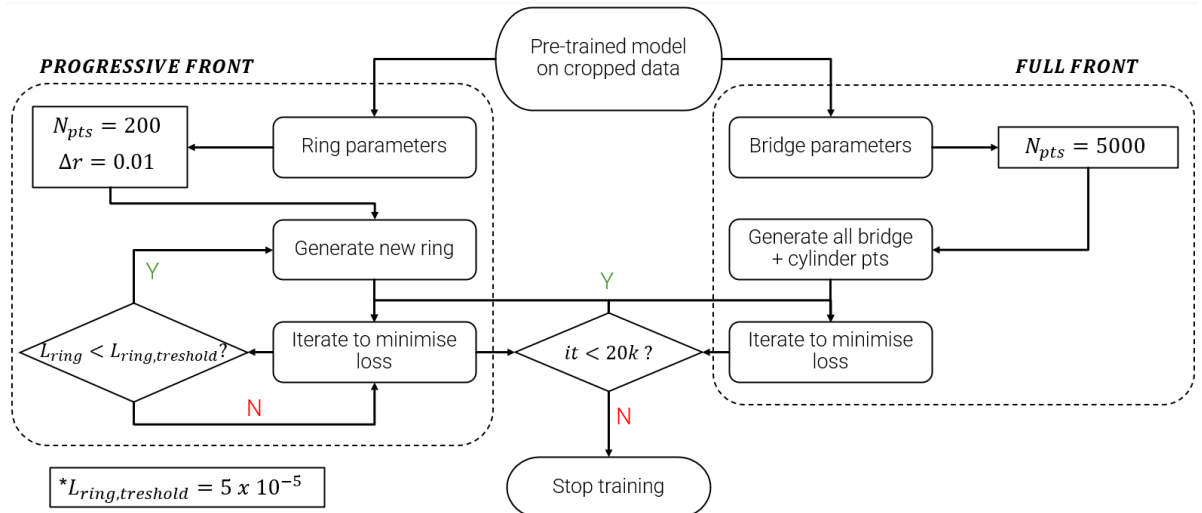 Pre-trained model
on cropped data
PROGRESSIVE FRONT
FULL FRONT
N_pts = 200
Δr = 0.01
Ring parameters
Bridge parameters
N_pts = 5000
Generate new ring
Generate all bridge
+ cylinder pts
Y
Y
L_ring < L_ring,treshold?
Iterate to minimise
loss
it < 20k ?
Iterate to minimise
loss
N
N
*L_ring,treshold = 5 x 10⁻⁵
Stop training